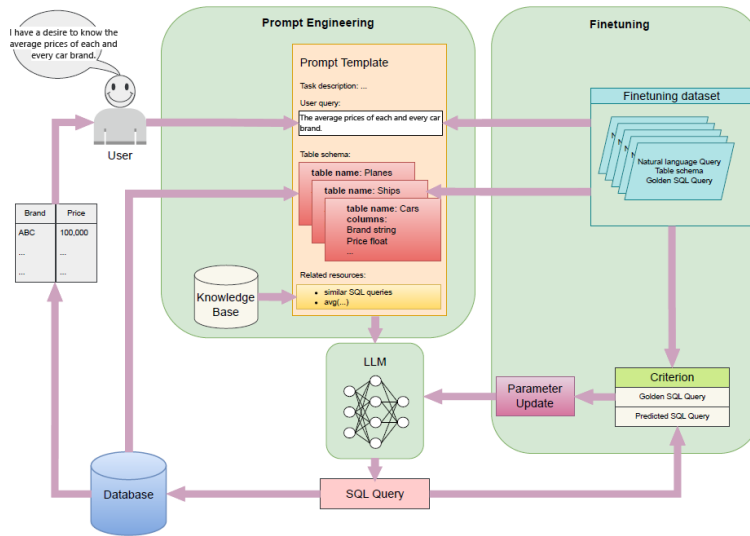 Prompt Engineering
Finetuning
I have a desire to know the
average prices of each and
every car brand.
User
Prompt Template
Task description: ...
User query:
The average prices of each and every car
brand.
Table schema:
table name: Planes
table name: Ships
table name: Cars
columns:
Brand string
Price float
...
Related resources:
• similar SQL queries
• avg(...)
Knowledge
Base
Finetuning dataset
Natural language Query
Table schema
Golden SQL Query
Brand Price
ABC 100,000
... ...
... ...
LLM
Parameter
Update
Criterion
Golden SQL Query
Predicted SQL Query
Database
SQL Query